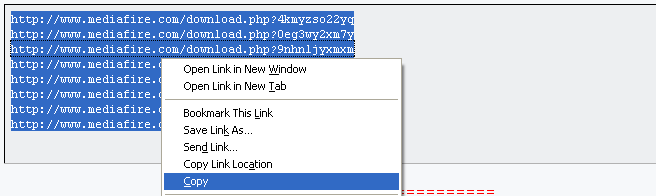 http://www.mediafire.com/download.php?4kmyzso22yq
http://www.mediafire.com/download.php?0eg3wy2xm7y
http://www.mediafire.com/download.php?9nhnljyxmxm
http://www.mediafire.
http://www.mediafire.
http://www.mediafire.
http://www.mediafire.
http://www.mediafire.
Open Link in New Window
Open Link in New Tab
Bookmark This Link
Save Link As...
Send Link...
Copy Link Location
Copy
==========